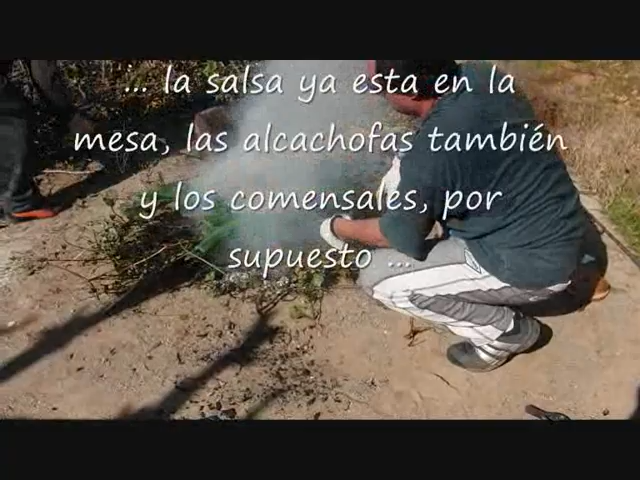 ... la salsa ya esta en la
mesa, las alcachofas también
y los comensales, por
supuesto ...